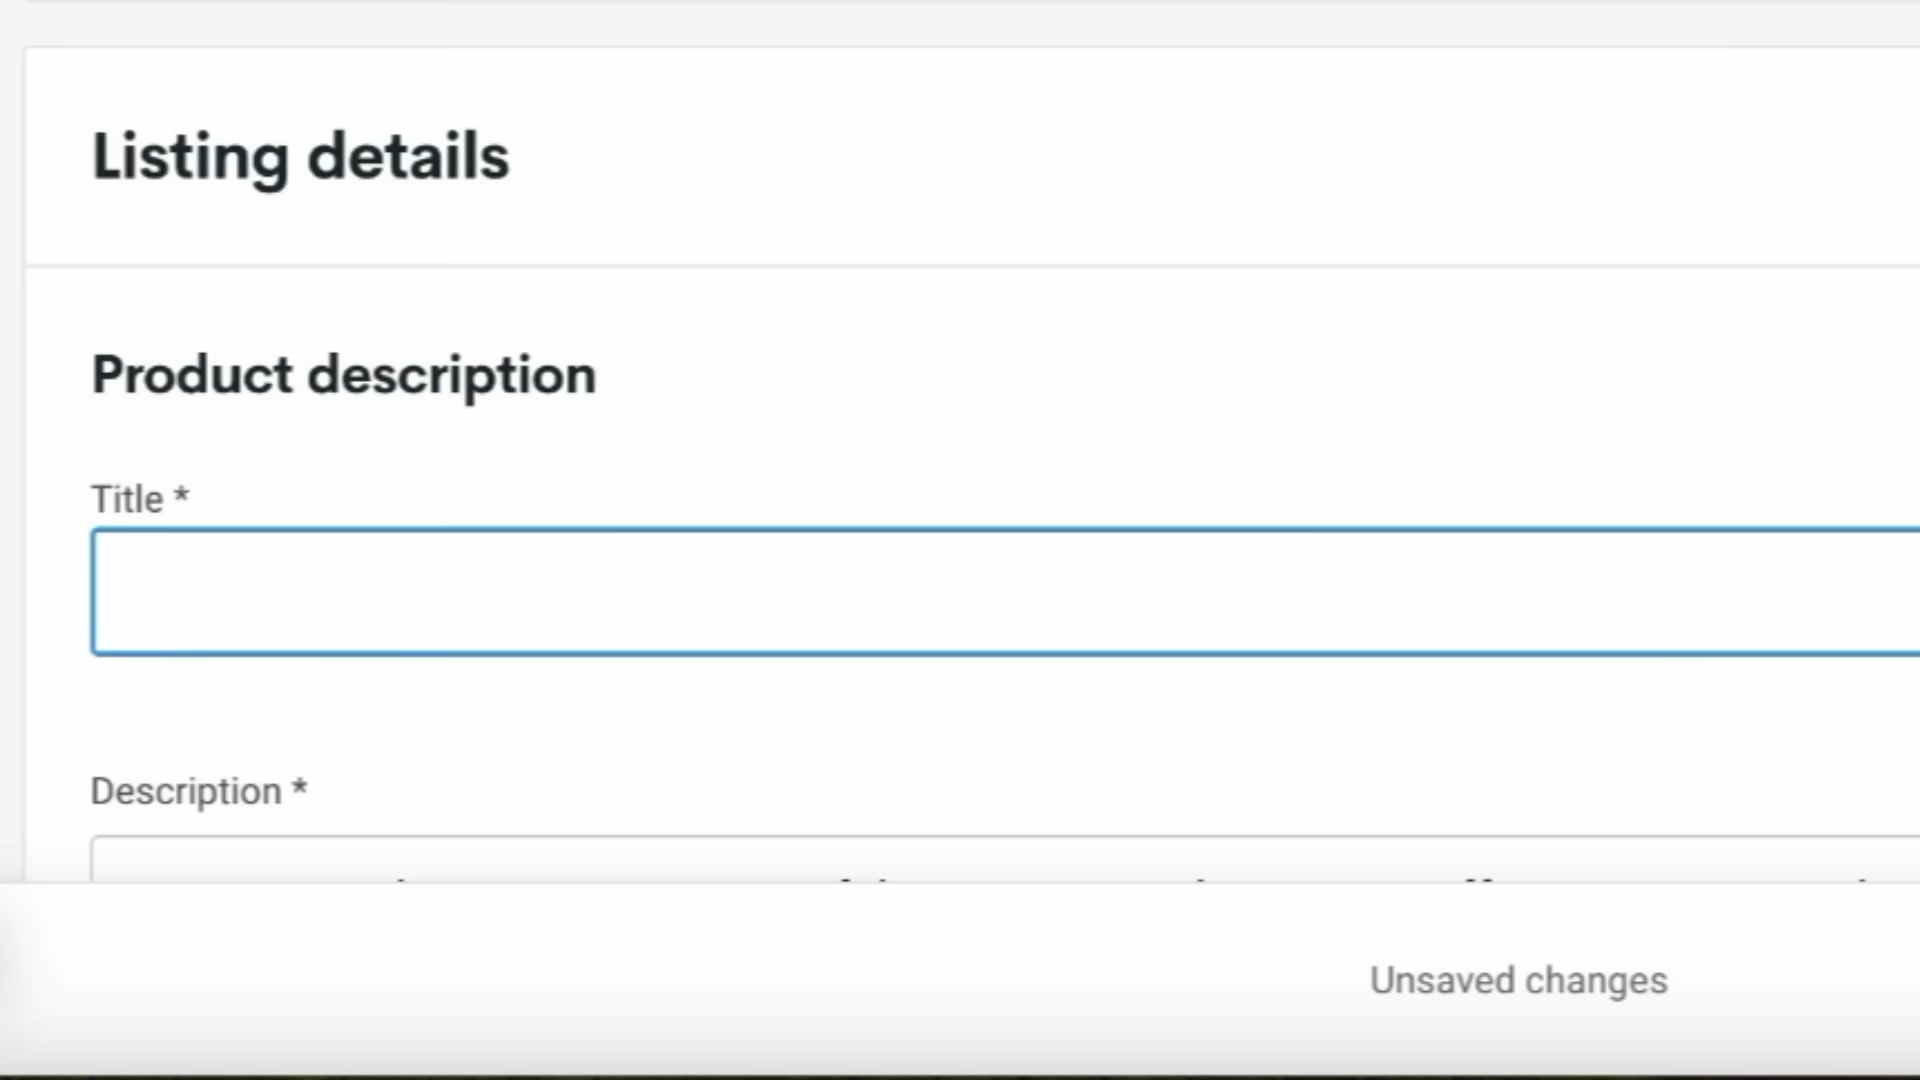 Listing details
Product description
Title *
Description *
Unsaved changes